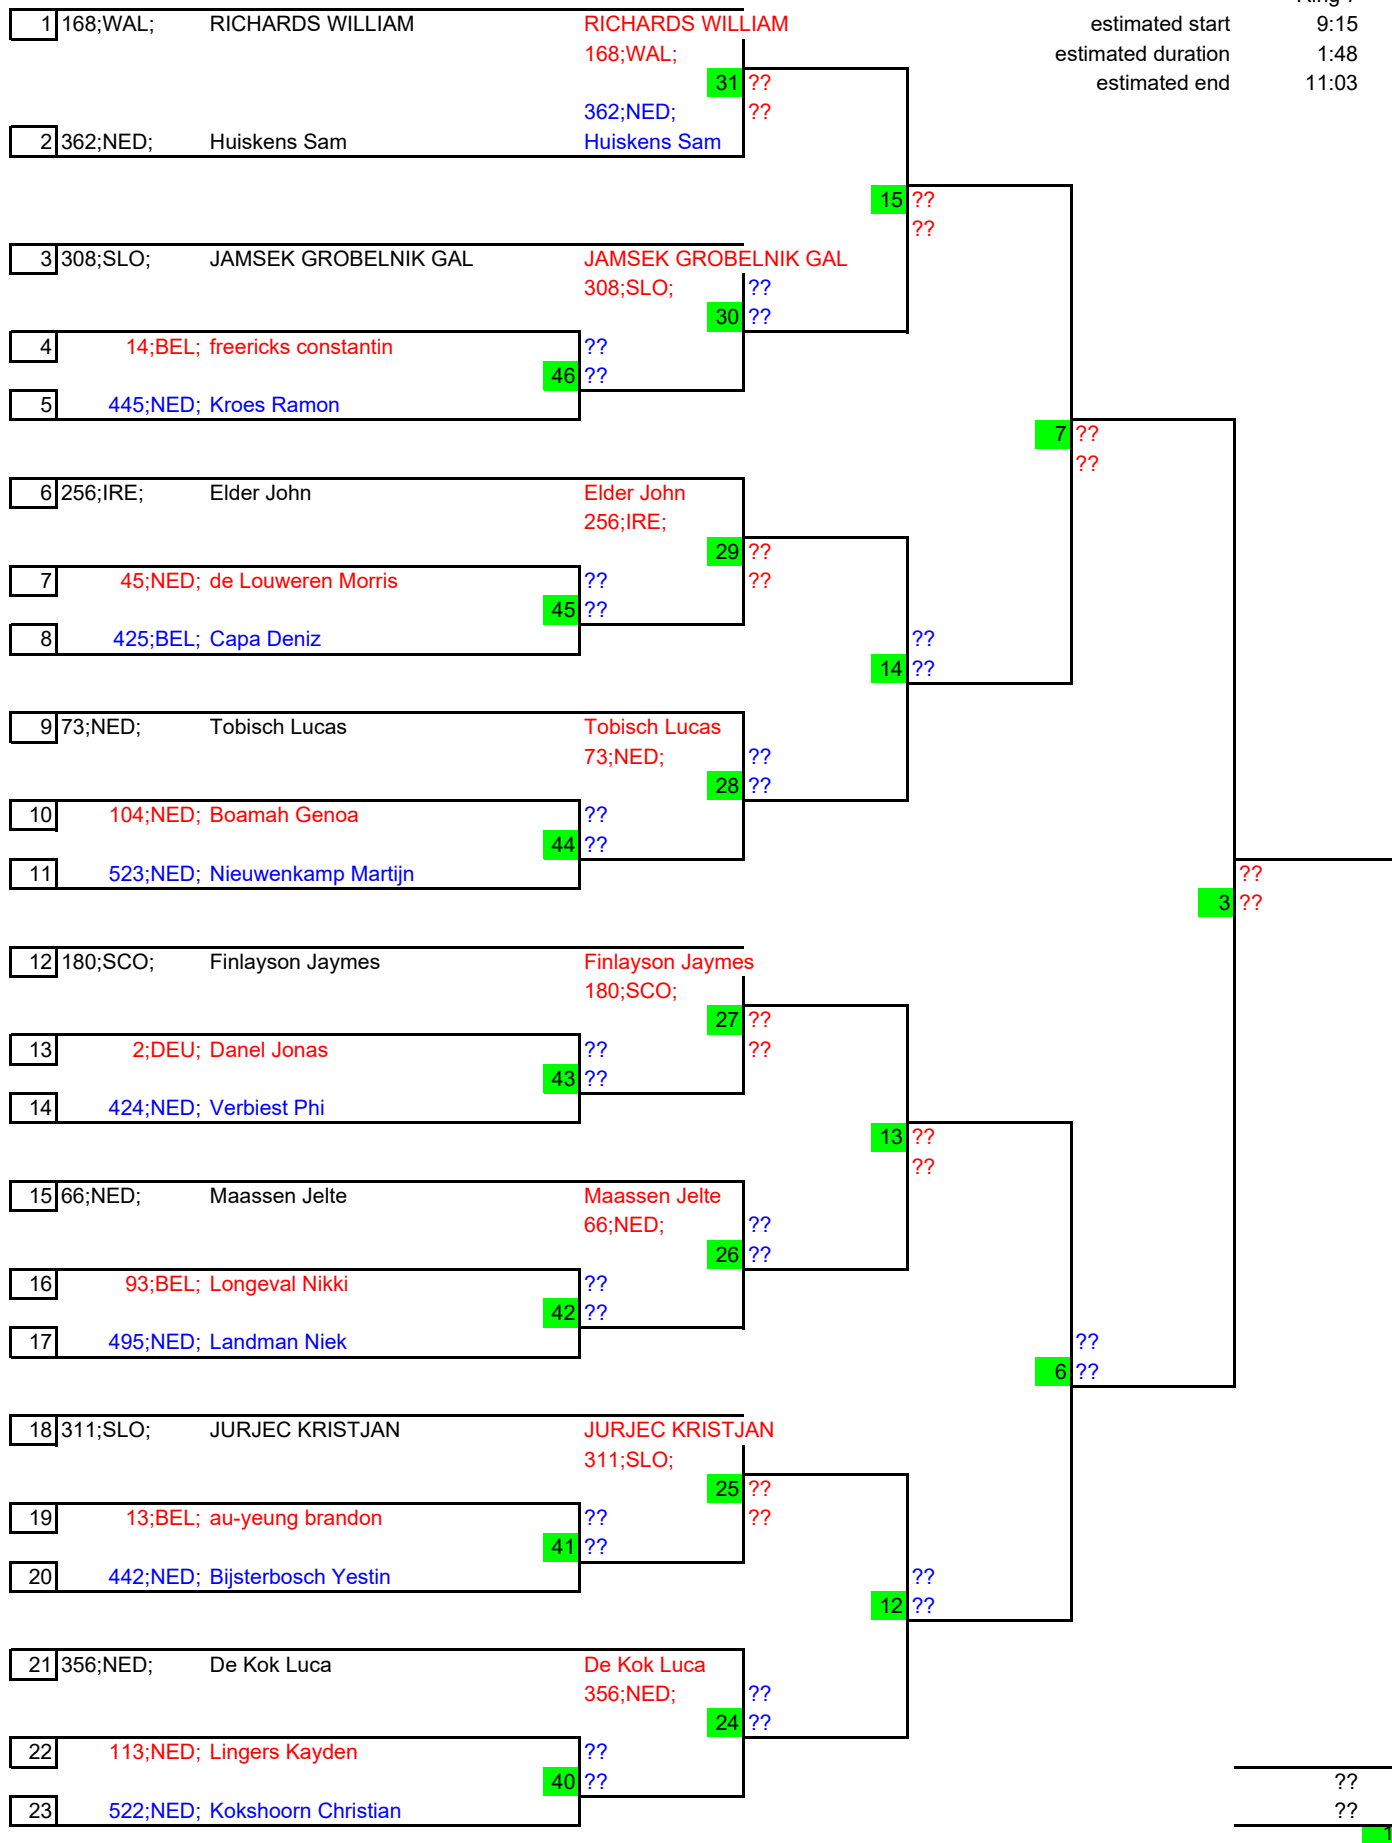 1 168;WAL; RICHARDS WILLIAM RICHARDS WILLIAM estimated start 9:15
168;WAL; estimated duration 1:48
31 ?? estimated end 11:03
362;NED; ??
2 362;NED; Huiskens Sam Huiskens Sam
15 ??
??
3 308;SLO; JAMSEK GROBELNIK GAL JAMSEK GROBELNIK GAL
308;SLO; ??
30 ??
4 14;BEL; freericks constantin ??
46 ??
5 445;NED; Kroes Ramon
7 ??
??
6 256;IRE; Elder John Elder John
256;IRE;
29 ??
7 45;NED; de Louweren Morris ?? ??
45 ??
8 425;BEL; Capa Deniz ??
14 ??
9 73;NED; Tobisch Lucas Tobisch Lucas
73;NED; ??
28 ??
10 104;NED; Boamah Genoa ??
44 ??
11 523;NED; Nieuwenkamp Martijn ??
3 ??
12 180;SCO; Finlayson Jaymes Finlayson Jaymes
180;SCO;
27 ??
13 2;DEU; Danel Jonas ?? ??
43 ??
14 424;NED; Verbiest Phi
13 ??
??
15 66;NED; Maassen Jelte Maassen Jelte
66;NED; ??
26 ??
16 93;BEL; Longeval Nikki ??
42 ??
17 495;NED; Landman Niek ??
6 ??
18 311;SLO; JURJEC KRISTJAN JURJEC KRISTJAN
311;SLO;
25 ??
19 13;BEL; au-yeung brandon ?? ??
41 ??
20 442;NED; Bijsterbosch Yestin ??
12 ??
21 356;NED; De Kok Luca De Kok Luca
356;NED; ??
24 ??
22 113;NED; Lingers Kayden ??
40 ?? ??
23 522;NED; Kokshoorn Christian ??